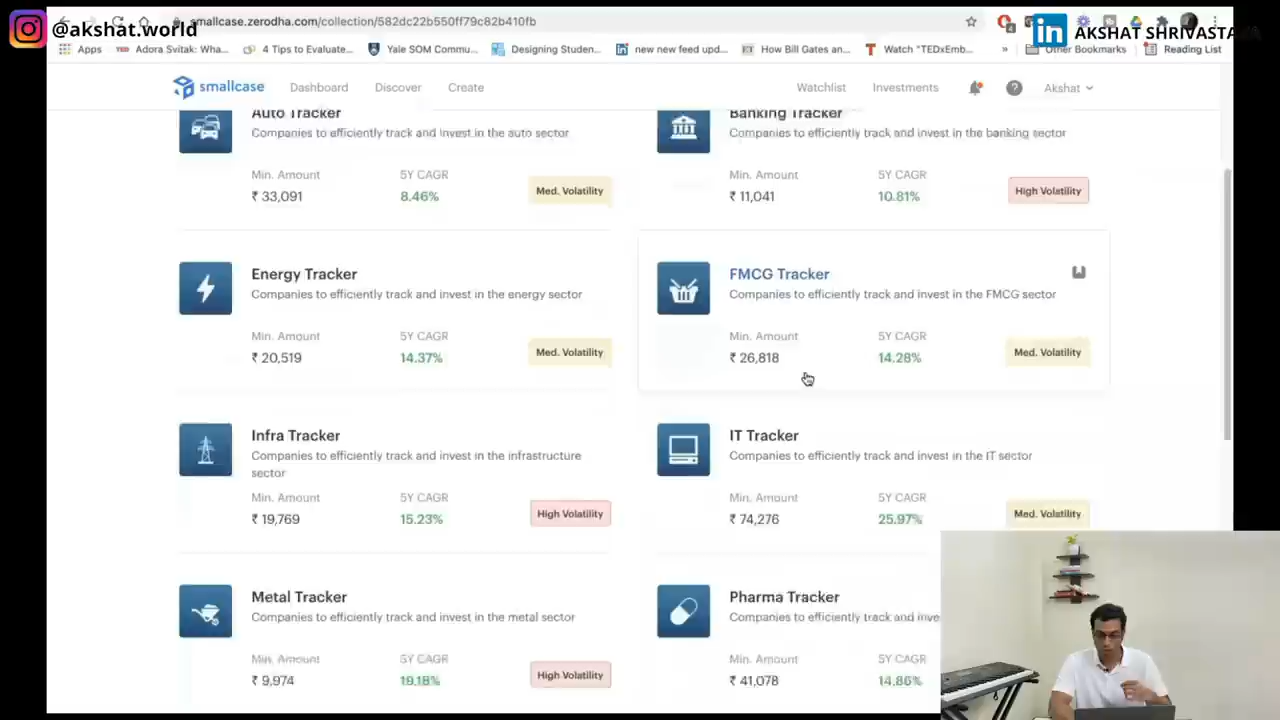 @akshat.world
AKSHAT SHRIVASTAVA
smallcase.zerodha.com/collection/582dc22b550ff79c82b410fb
Apps
Adora Svitak: Wha...
4 Tips to Evaluate...
Yale SOM Commu...
Designing Studen...
new new feed upd...
How Bill Gates an...
Watch "TEDxEmb...
»
Other Bookmarks
Reading List
smallcase
Dashboard
Discover
Create
Watchlist
Investments
Akshat
Auto Tracker
Companies to efficiently track and invest in the auto sector
Min. Amount
5Y CAGR
₹ 33,091
8.46%
Med. Volatility
Banking Tracker
Companies to efficiently track and invest in the banking sector
Min. Amount
5Y CAGR
₹ 11,041
10.81%
High Volatility
Energy Tracker
Companies to efficiently track and invest in the energy sector
Min. Amount
5Y CAGR
₹ 20,519
14.37%
Med. Volatility
FMCG Tracker
Companies to efficiently track and invest in the FMCG sector
Min. Amount
5Y CAGR
₹ 26,818
14.28%
Med. Volatility
Infra Tracker
Companies to efficiently track and invest in the infrastructure
sector
Min. Amount
5Y CAGR
₹ 19,769
15.23%
High Volatility
IT Tracker
Companies to efficiently track and invest in the IT sector
Min. Amount
5Y CAGR
₹ 74,276
25.97%
Med. Volatility
Metal Tracker
Companies to efficiently track and invest in the metal sector
Min. Amount
5Y CAGR
₹ 9,974
19.18%
High Volatility
Pharma Tracker
Companies to efficiently track and inve
Min. Amount
5Y CAGR
₹ 41,078
14.86%